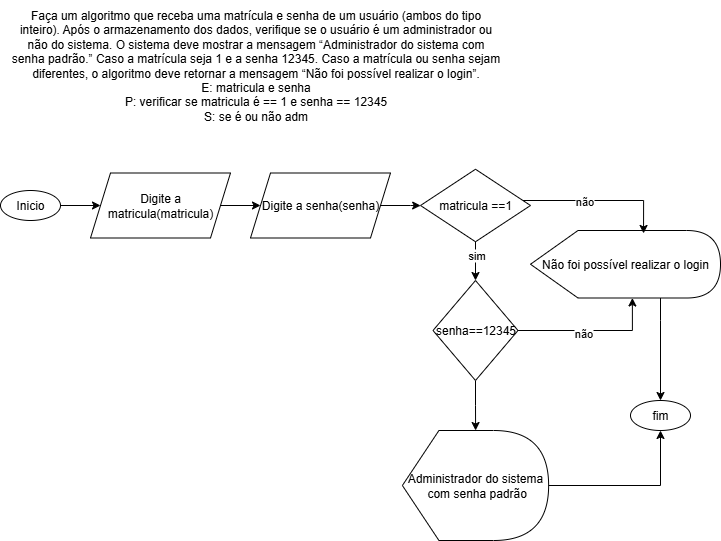 Faça um algoritmo que receba uma matrícula e senha de um usuário (ambos do tipo
inteiro). Após o armazenamento dos dados, verifique se o usuário é um administrador ou
não do sistema. O sistema deve mostrar a mensagem “Administrador do sistema com
senha padrão.” Caso a matrícula seja 1 e a senha 12345. Caso a matrícula ou senha sejam
diferentes, o algoritmo deve retornar a mensagem “Não foi possível realizar o login”.
E: matricula e senha
P: verificar se matricula é == 1 e senha == 12345
S: se é ou não adm
Inicio
Digite a
matricula(matricula)
Digite a senha(senha)
matricula ==1
não
sim
Não foi possível realizar o login
senha==12345
não
fim
Administrador do sistema
com senha padrão